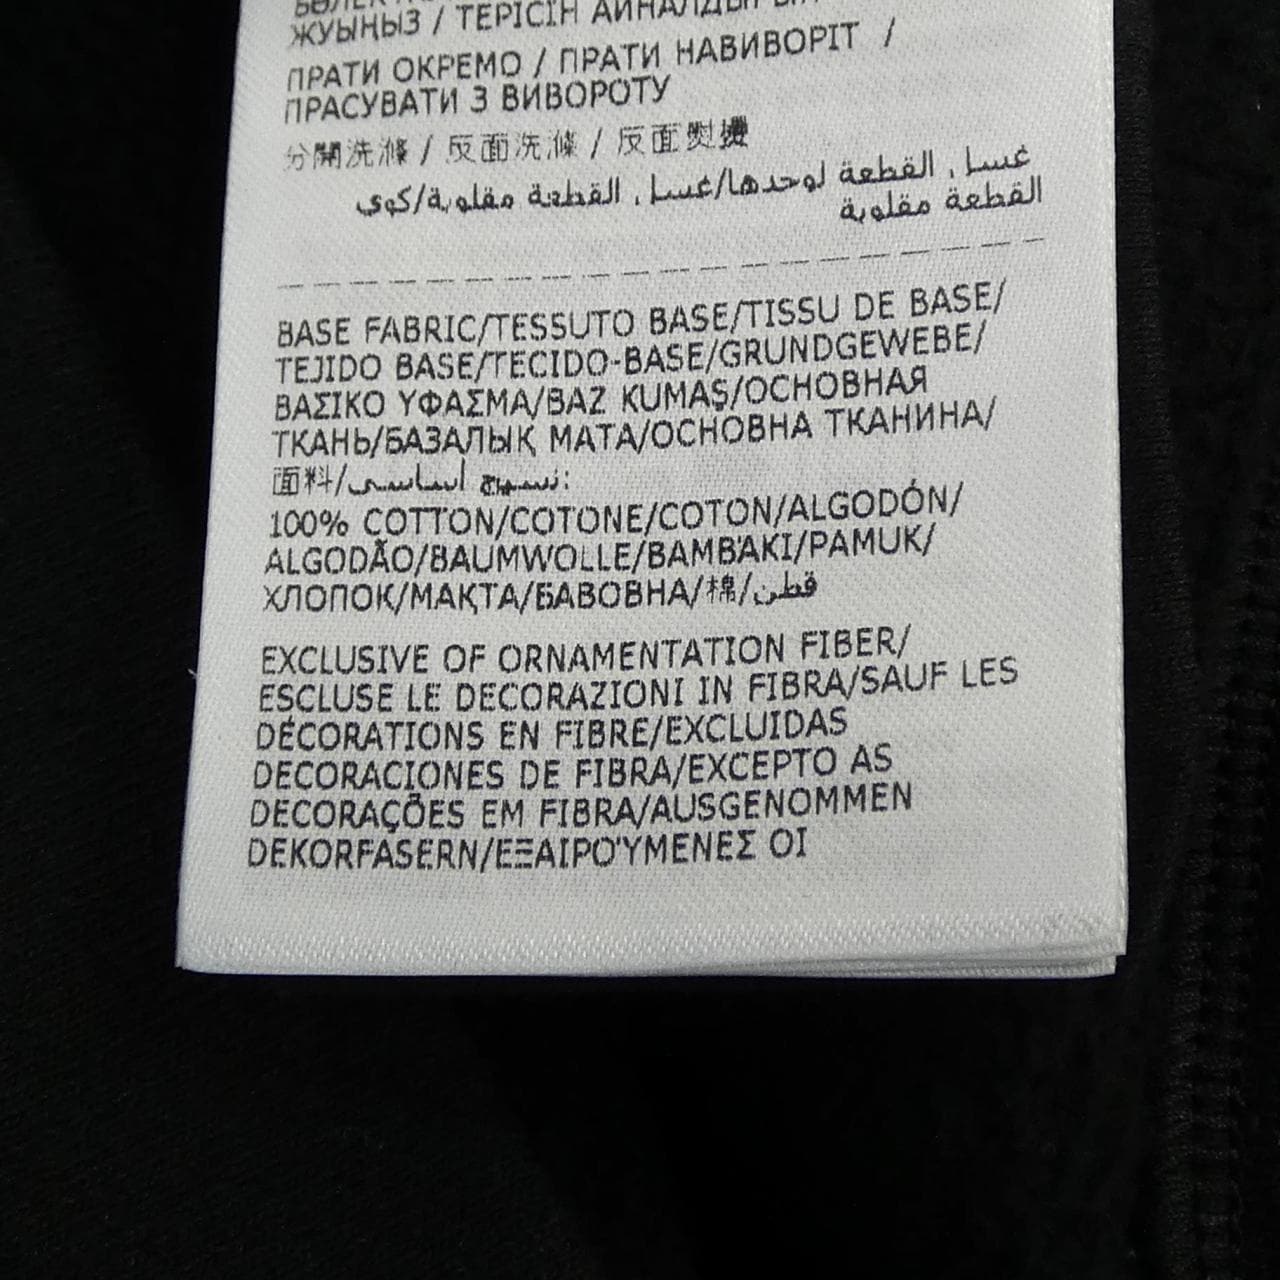 ЖУЫҢЫЗ / ТЕРІСІН
ПРАТИ ОКРЕМО / ПРАТИ НАВИВОРІТ /
ПРАСУВАТИ З ВИВОРОТУ
分開洗滌 / 反面洗滌 / 反面熨燙
غسل القطعة لوحدها/غسل القطعة مقلوبة/كوي
القطعة مقلوبة
BASE FABRIC/TESSUTO BASE/TISSU DE BASE/
TEJIDO BASE/TECIDO-BASE/GRUNDGEWEBE/
ΒΑΣΙΚΟ ΥΦΑΣΜΑ/BAZ KUMAŞ/ОСНОВНАЯ
ТКАНЬ/БАЗАЛЫҚ МАТА/ОСНОВНА ТКАНИНА/
面料/نسيج أساسي:
100% COTTON/COTONE/COTON/ALGODÓN/
ALGODÃO/BAUMWOLLE/ΒΑΜΒΆΚΙ/PAMUK/
ХЛОПОК/МАҚТА/БАВОВНА/棉/قطن
EXCLUSIVE OF ORNAMENTATION FIBER/
ESCLUSE LE DECORAZIONI IN FIBRA/SAUF LES
DÉCORATIONS EN FIBRE/EXCLUIDAS
DECORACIONES DE FIBRA/EXCEPTO AS
DECORAÇÕES EM FIBRA/AUSGENOMMEN
DEKORFASERN/ΕΞΑΙΡΟΎΜΕΝΕΣ ΟΙ